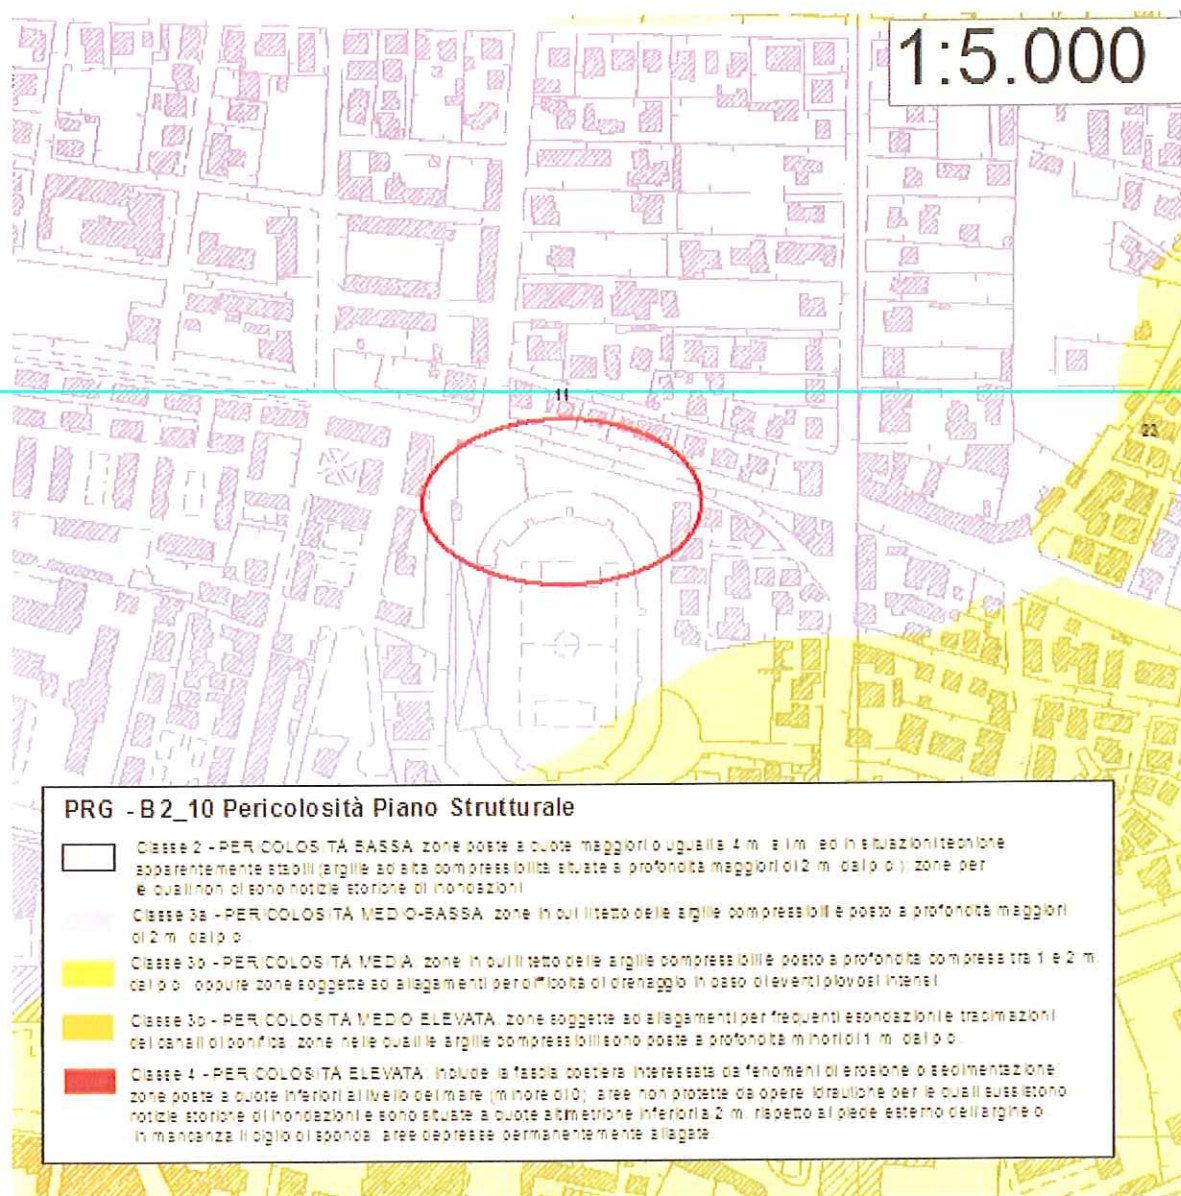 1:5.000
11
23
PRG - B2_10 Pericolosità Piano Strutturale
Classe 2 - PERICOLOSITÀ BASSA: zone poste a quote maggiori o uguali a 4 m. s.l.m. ed in situazioni tecniche
apparentemente stabili (argille ad alta compressibilità situate a profondità maggiori di 2 m. dal p.c.); zone per
le quali non ci sono notizie storiche di inondazioni
Classe 3a - PERICOLOSITÀ MEDIO-BASSA: zone in cui il tetto delle argille compressibili è posto a profondità maggiori
di 2 m. dal p.c.
Classe 3b - PERICOLOSITÀ MEDIA: zone in cui il tetto delle argille compressibili è posto a profondità compresa tra 1 e 2 m.
dal p.c. oppure zone soggette ad allagamenti per difficoltà di drenaggio in caso di eventi piovosi intensi
Classe 3c - PERICOLOSITÀ MEDIO ELEVATA: zone soggette ad allagamenti per frequenti esondazioni e tracimazioni
dei canali di bonifica; zone nelle quali le argille compressibili sono poste a profondità minori di 1 m. dal p.c.
Classe 4 - PERICOLOSITÀ ELEVATA: include la fascia costiera interessata da fenomeni di erosione o sedimentazione
zone poste a quote inferiori al livello del mare (minore di 0); aree non protette da opere idrauliche per le quali sussistono
notizie storiche di inondazioni e sono situate a quote altimetriche inferiori a 2 m. rispetto al piede esterno dell'argine o
in mancanza il ciglio di sponda; aree depresse permanentemente allagate.